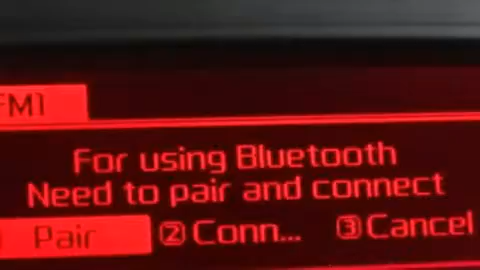 FM1
For using Bluetooth
Need to pair and connect
Pair 2 Conn... 3 Cancel